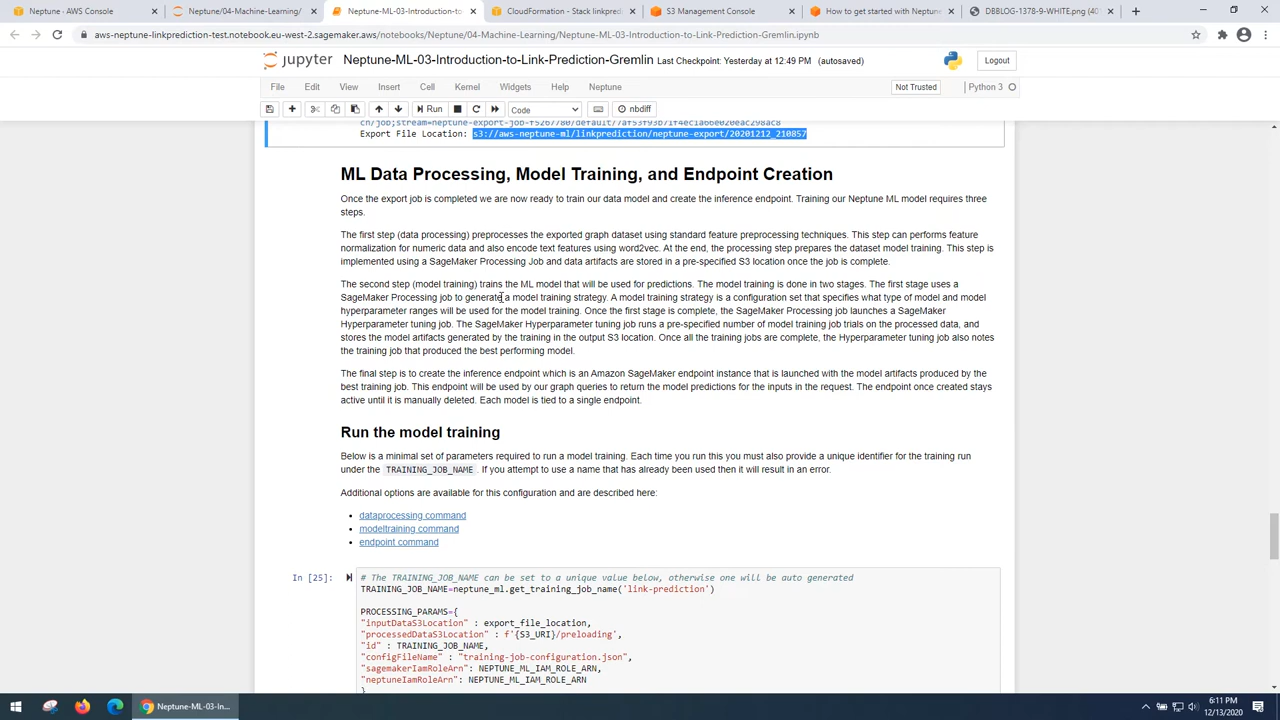 Neptune - AWS Console
Neptune/04-Machine-Learning/
Neptune-ML-03-Introduction-to-
CloudFormation - Stack linkpred
S3 Management Console
How to get started with Neptune
DBBLOG-1378-9-WHITE.png (40
aws-neptune-linkprediction-test.notebook.eu-west-2.sagemaker.aws/notebooks/Neptune/04-Machine-Learning/Neptune-ML-03-Introduction-to-Link-Prediction-Gremlin.ipynb
jupyter Neptune-ML-03-Introduction-to-Link-Prediction-Gremlin Last Checkpoint: Yesterday at 12:49 PM (autosaved)
Logout
File Edit View Insert Cell Kernel Widgets Neptune Help
Not Trusted
Python 3
Run
Code
nbdiff
Export File Location: s3://aws-neptune-ml/linkprediction/neptune-export/20201212_210857
ML Data Processing, Model Training, and Endpoint Creation
Once the export job is completed we are now ready to train our data model and create the inference endpoint. Training our Neptune ML model requires three
steps.
The first step (data processing) preprocesses the exported graph dataset using standard feature preprocessing techniques. This step can performs feature
normalization for numeric data and also encode text features using word2vec. At the end, the processing step prepares the dataset model training. This step is
implemented using a SageMaker Processing Job and data artifacts are stored in a pre-specified S3 location once the job is complete.
The second step (model training) trains the ML model that will be used for predictions. The model training is done in two stages. The first stage uses a
SageMaker Processing job to generate a model training strategy. A model training strategy is a configuration set that specifies what type of model and model
hyperparameter ranges will be used for the model training. Once the first stage is complete, the SageMaker Processing job launches a SageMaker
Hyperparameter tuning job. The SageMaker Hyperparameter tuning job runs a pre-specified number of model training job trials on the processed data, and
stores the model artifacts generated by the training in the output S3 location. Once all the training jobs are complete, the Hyperparameter tuning job also notes
the training job that produced the best performing model.
The final step is to create the inference endpoint which is an Amazon SageMaker endpoint instance that is launched with the model artifacts produced by the
best training job. This endpoint will be used by our graph queries to return the model predictions for the inputs in the request. The endpoint once created stays
active until it is manually deleted. Each model is tied to a single endpoint.
Run the model training
Below is a minimal set of parameters required to run a model training. Each time you run this you must also provide a unique identifier for the training run
under the TRAINING_JOB_NAME . If you attempt to use a name that has already been used then it will result in an error.
Additional options are available for this configuration and are described here:
dataprocessing command
modeltraining command
endpoint command
In [25]:
# The TRAINING_JOB_NAME can be set to a unique value below, otherwise one will be auto generated
TRAINING_JOB_NAME=neptune_ml.get_training_job_name('link-prediction')
PROCESSING_PARAMS={
"inputDataS3Location" : export_file_location,
"processedDataS3Location" : f'{S3_URI}/preloading',
"id" : TRAINING_JOB_NAME,
"configFileName" : "training-job-configuration.json",
"sagemakerIamRoleArn": NEPTUNE_ML_IAM_ROLE_ARN,
"neptuneIamRoleArn": NEPTUNE_ML_IAM_ROLE_ARN
}
Neptune-ML-03-In...
6:11 PM
12/13/2020